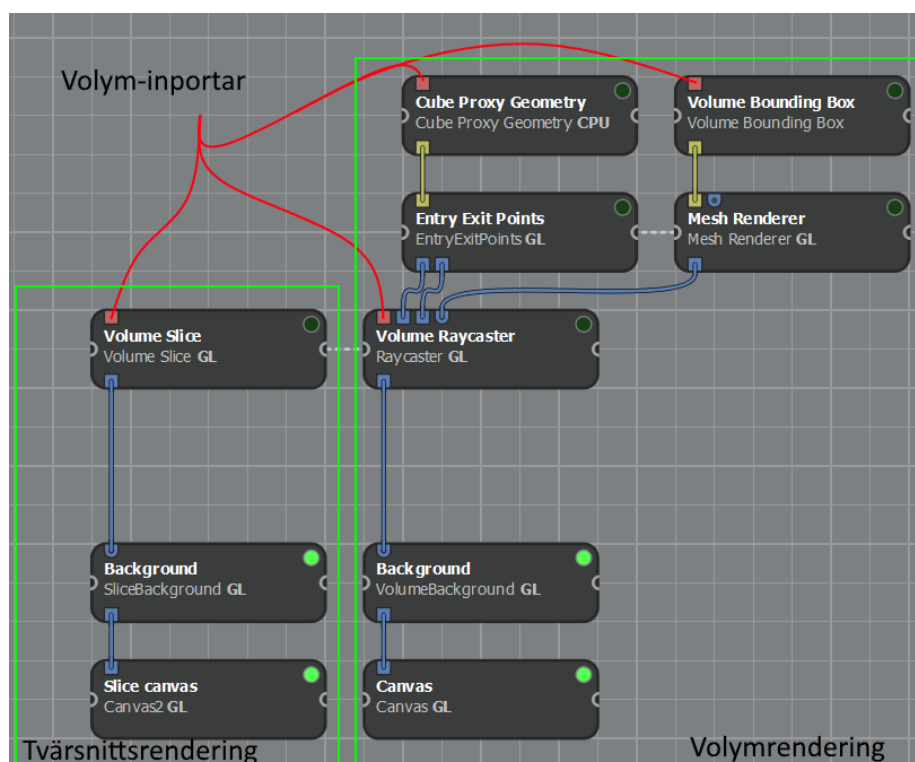 Volym-inportar
Cube Proxy Geometry
Cube Proxy Geometry CPU
Volume Bounding Box
Volume Bounding Box
Entry Exit Points
EntryExitPoints GL
Mesh Renderer
Mesh Renderer GL
Volume Slice
Volume Slice GL
Volume Raycaster
Raycaster GL
Background
SliceBackground GL
Background
VolumeBackground GL
Slice canvas
Canvas2 GL
Canvas
Canvas GL
Tvärsnittsrendering
Volymrendering